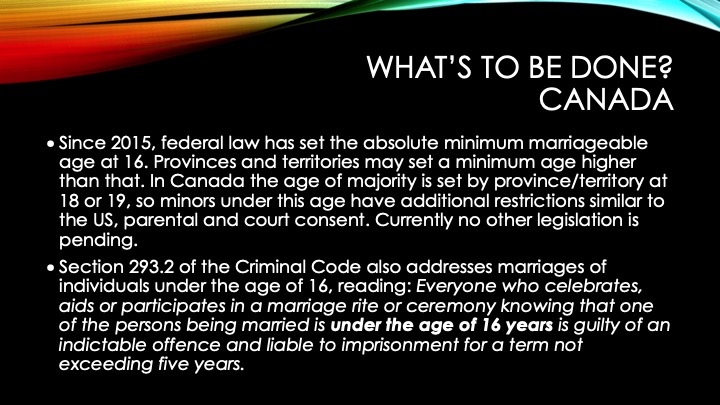 WHAT'S TO BE DONE?
CANADA
• Since 2015, federal law has set the absolute minimum marriageable
age at 16. Provinces and territories may set a minimum age higher
than that. In Canada the age of majority is set by province/territory at
18 or 19, so minors under this age have additional restrictions similar to
the US, parental and court consent. Currently no other legislation is
pending.
• Section 293.2 of the Criminal Code also addresses marriages of
individuals under the age of 16, reading: Everyone who celebrates,
aids or participates in a marriage rite or ceremony knowing that one
of the persons being married is under the age of 16 years is guilty of an
indictable offence and liable to imprisonment for a term not
exceeding five years.